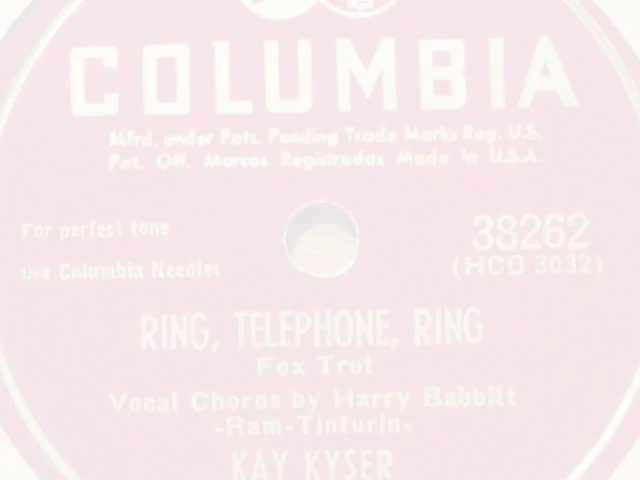 COLUMBIA
Mfrd. under Pats. Pending Trade Marks Reg. U.S.
Pat. Off. Marcas Registradas Made in U.S.A.
For perfect tone
use Columbia Needles
38262
(HCO 3032)
RING, TELEPHONE, RING
Fox Trot
Vocal Chorus by Harry Babbitt
-Ram-Tinturin-
KAY KYSER